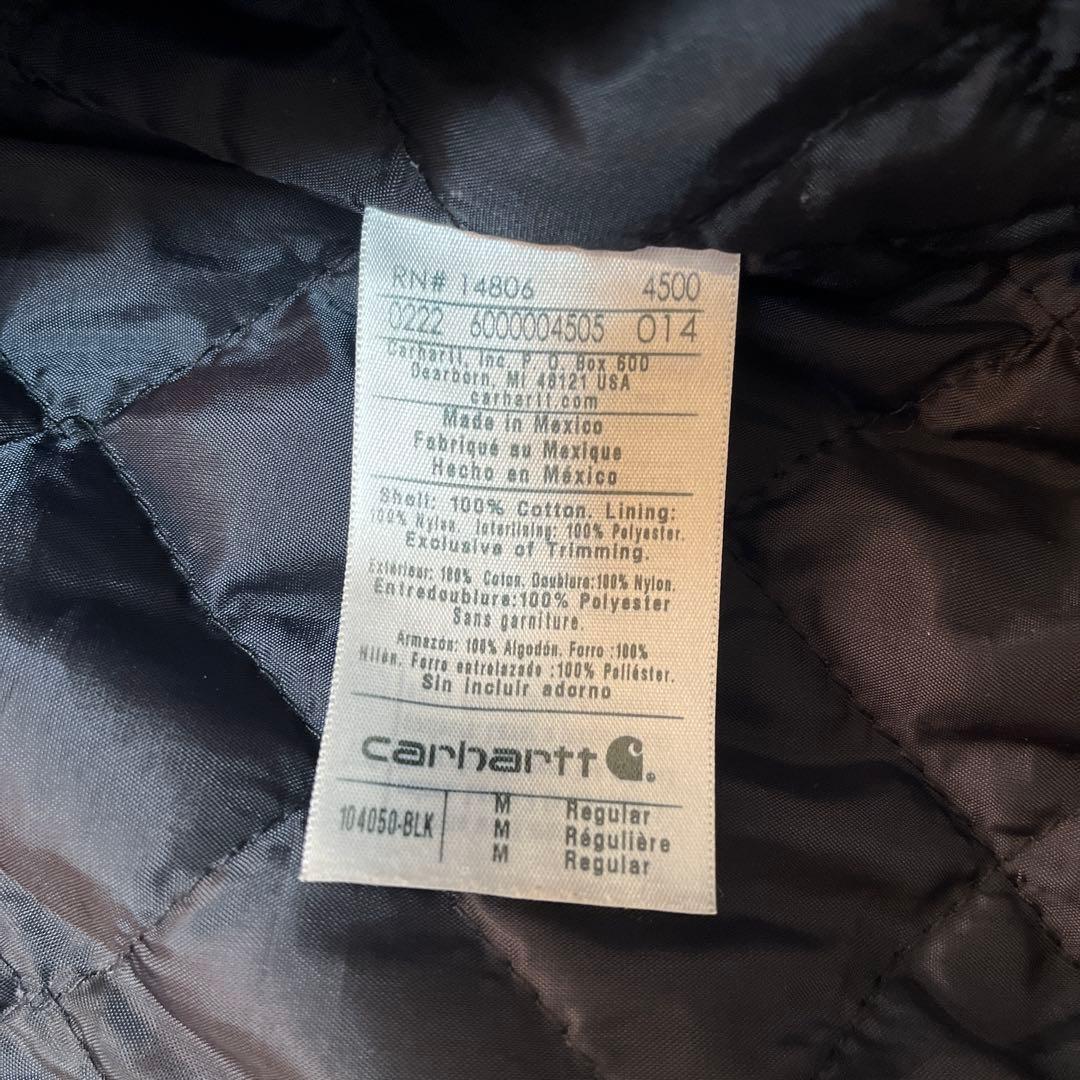 RN# 14806 4500
0222 6000004505 014
Carhartt, Inc. P. O. Box 600
Dearborn, MI 48121 USA
carhartt.com
Made in Mexico
Fabriqué au Mexique
Hecho en México
Shell: 100% Cotton. Lining:
100% Nylon. Interlining: 100% Polyester.
Exclusive of Trimming.
Exterieur: 100% Coton. Doublure:100% Nylon.
Entredoublure:100% Polyester
Sans garniture
Armazon: 100% Algodón. Forro :100%
Nilón. Forro entrelazado :100% Poliéster.
Sin incluir adorno
carhartt
104050-BLK
M Regular
M Régulière
M Regular